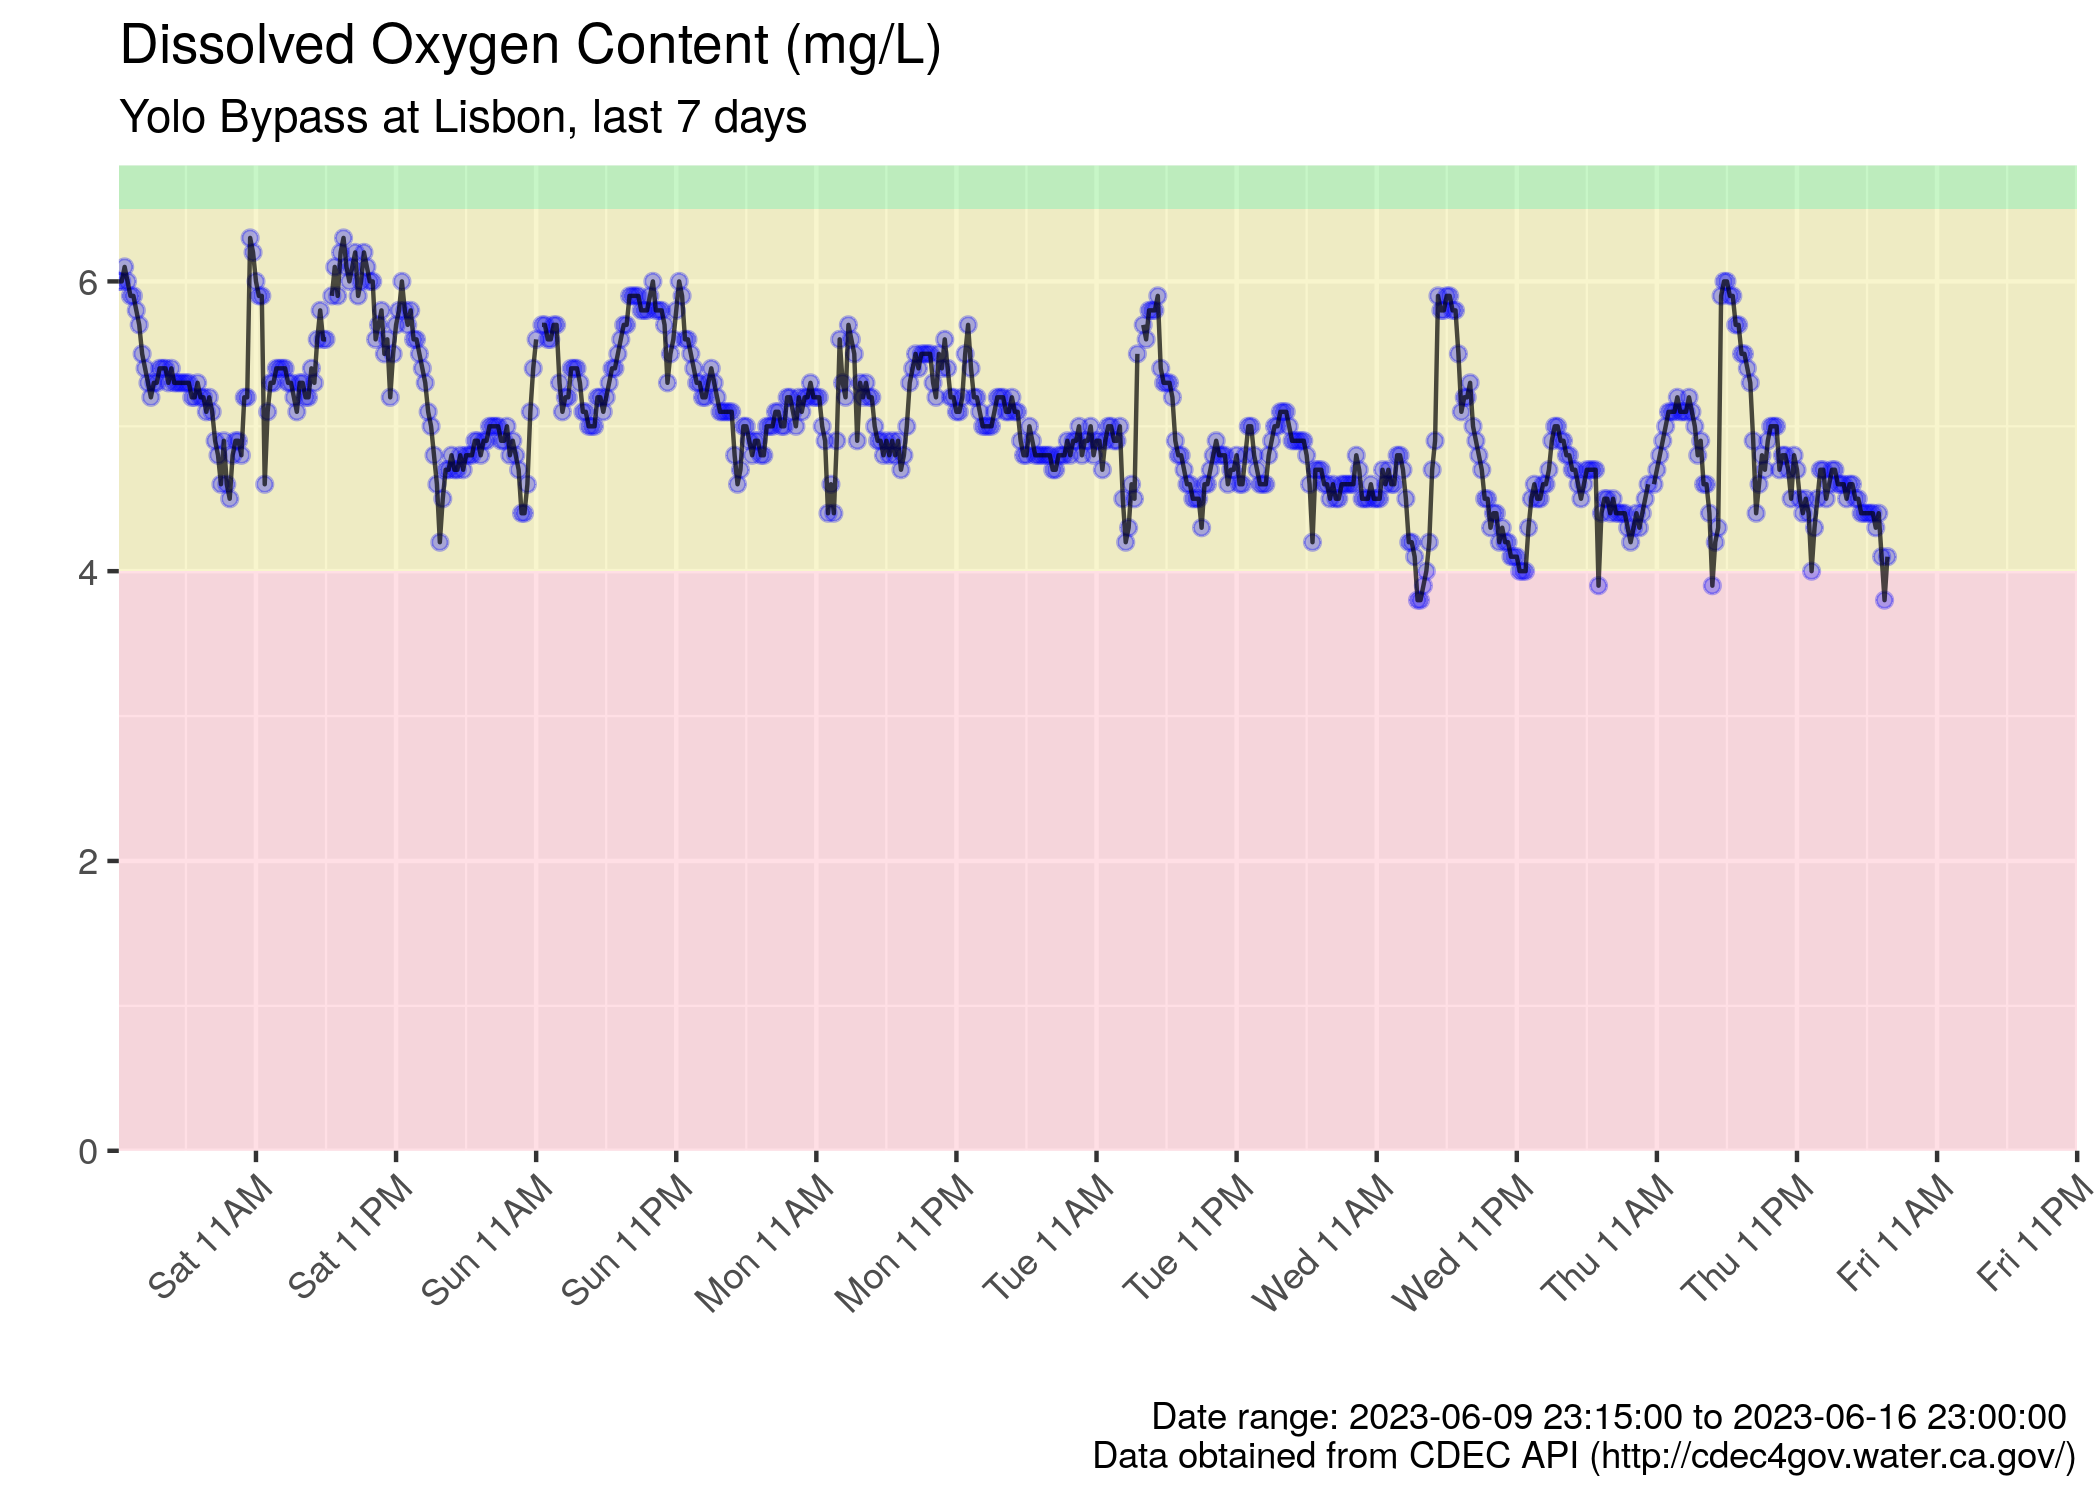 Dissolved Oxygen Content (mg/L)
Yolo Bypass at Lisbon, last 7 days
6
4
2
0
Sat 11AM
Sat 11PM
Sun 11AM
Sun 11PM
Mon 11AM
Mon 11PM
Tue 11AM
Tue 11PM
Wed 11AM
Wed 11PM
Thu 11AM
Thu 11PM
Fri 11AM
Fri 11PM
Date range: 2023-06-09 23:15:00 to 2023-06-16 23:00:00
Data obtained from CDEC API (http://cdec4gov.water.ca.gov/)